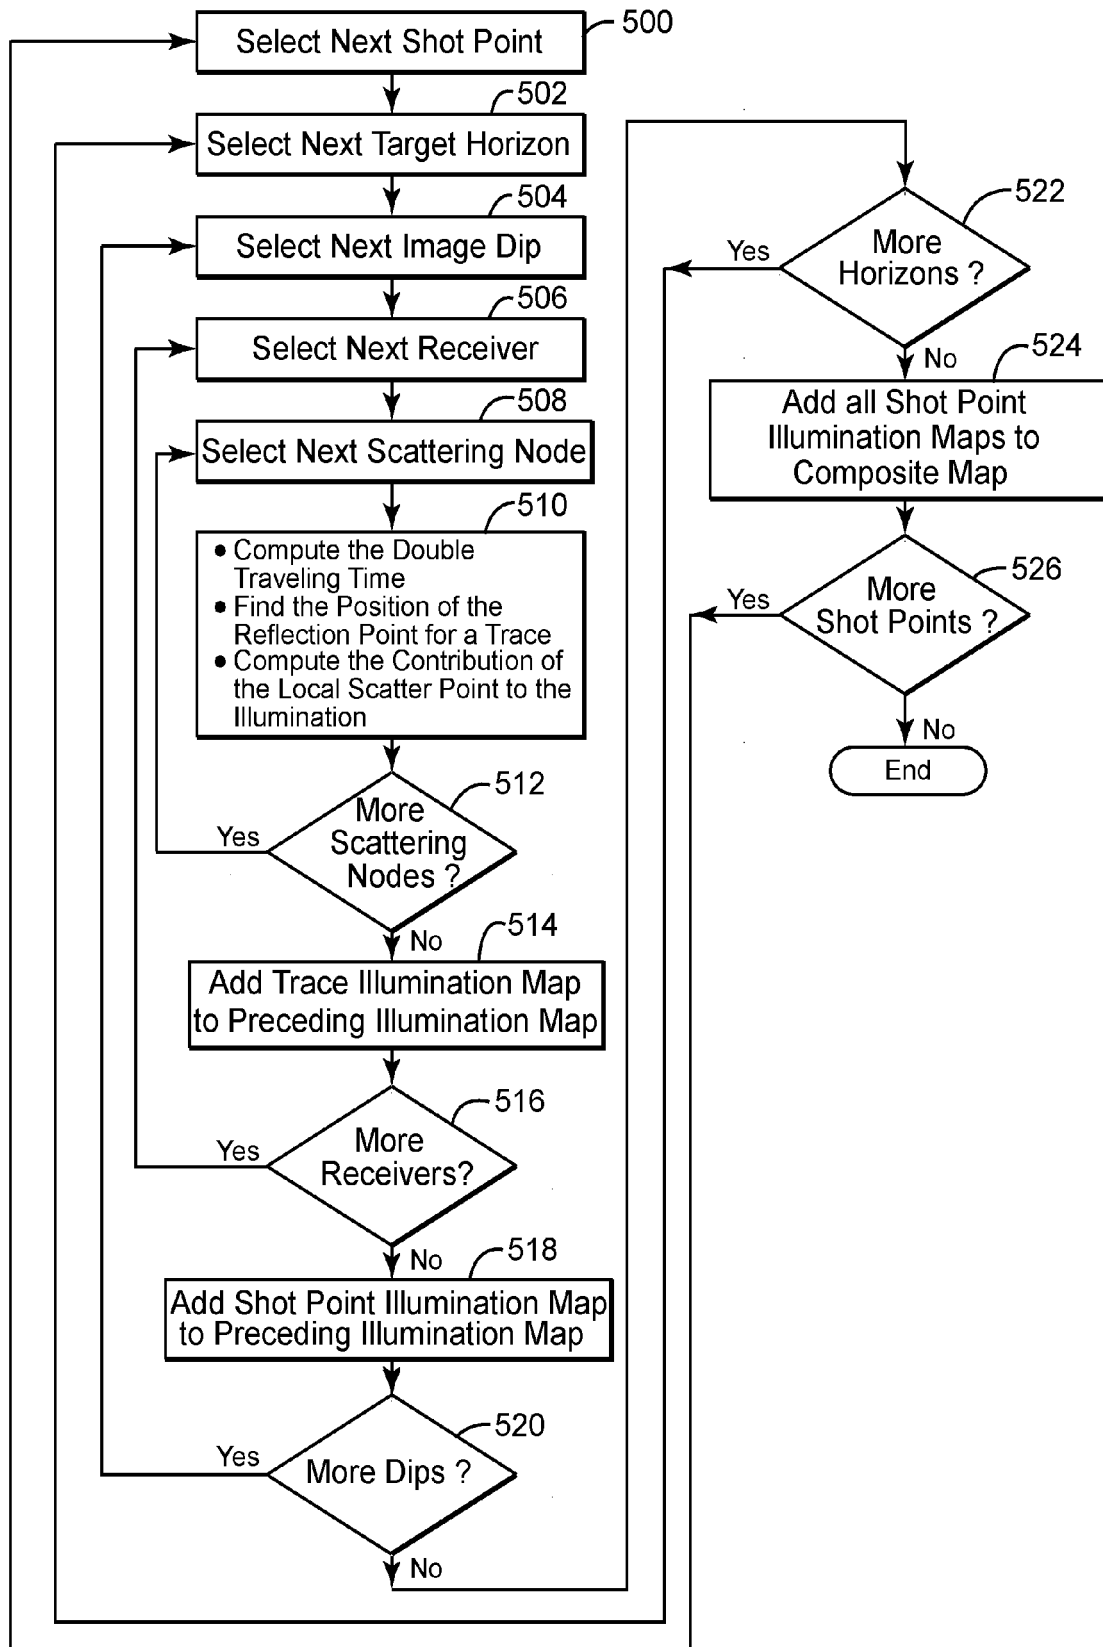 Select Next Shot Point
500
502
Select Next Target Horizon
504
Select Next Image Dip
506
Select Next Receiver
508
Select Next Scattering Node
510
• Compute the Double
Traveling Time
• Find the Position of the
Reflection Point for a Trace
• Compute the Contribution of
the Local Scatter Point to the
Illumination
512
More
Scattering
Nodes ?
Yes
No
514
Add Trace Illumination Map
to Preceding Illumination Map
516
More
Receivers?
Yes
No
518
Add Shot Point Illumination Map
to Preceding Illumination Map
520
More Dips ?
Yes
No
522
More
Horizons ?
Yes
No
524
Add all Shot Point
Illumination Maps to
Composite Map
526
More
Shot Points ?
Yes
No
End